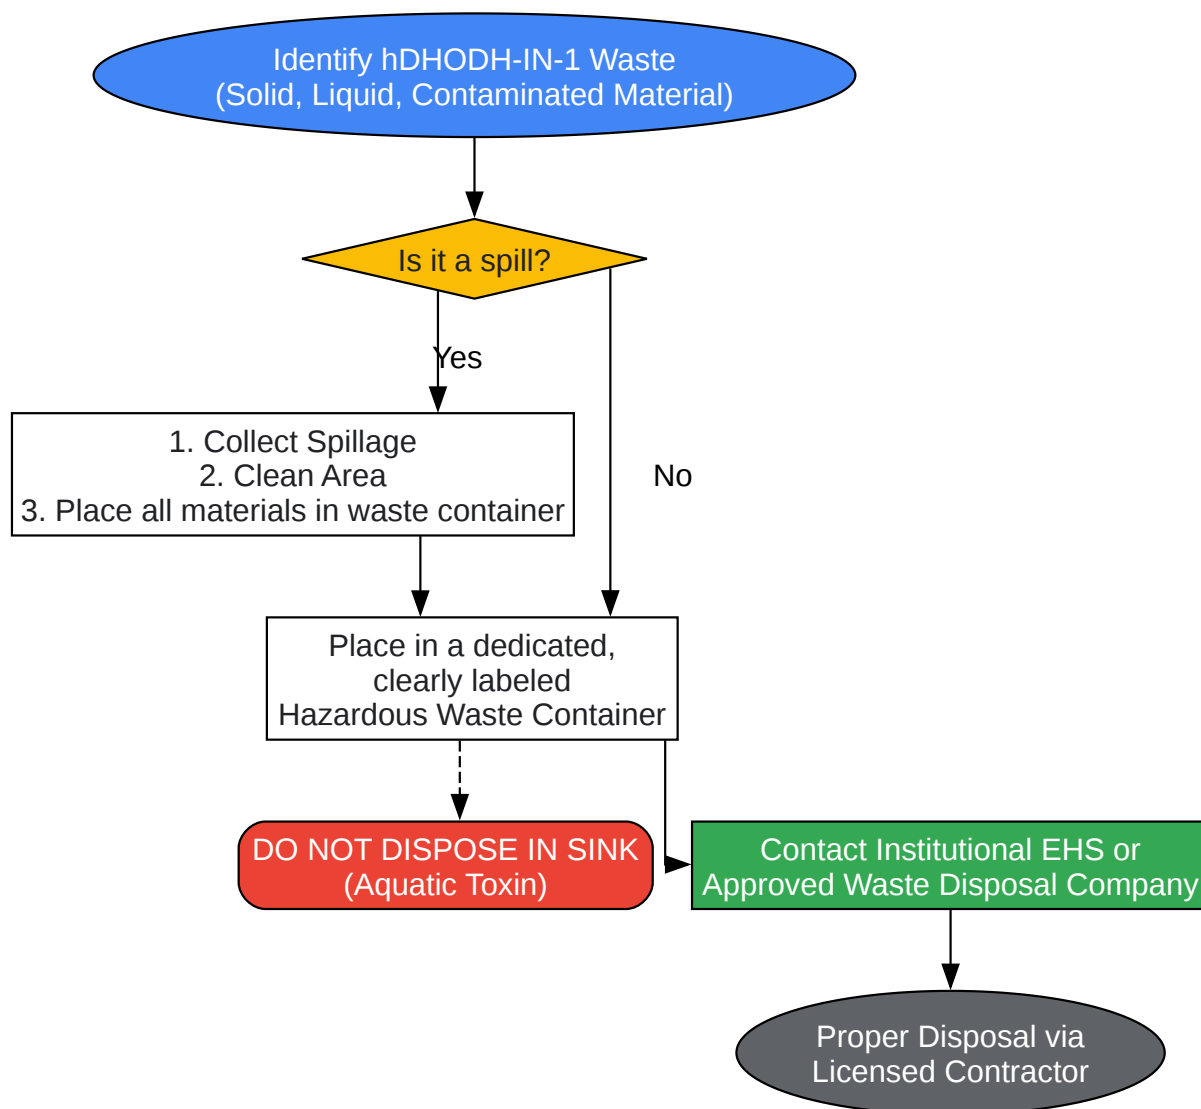 Identify hDHODH-IN-1 Waste
(Solid, Liquid, Contaminated Material)
Is it a spill?
Yes
1. Collect Spillage
2. Clean Area
3. Place all materials in waste container
No
Place in a dedicated,
clearly labeled
Hazardous Waste Container
DO NOT DISPOSE IN SINK
(Aquatic Toxin)
Contact Institutional EHS or
Approved Waste Disposal Company
Proper Disposal via
Licensed Contractor